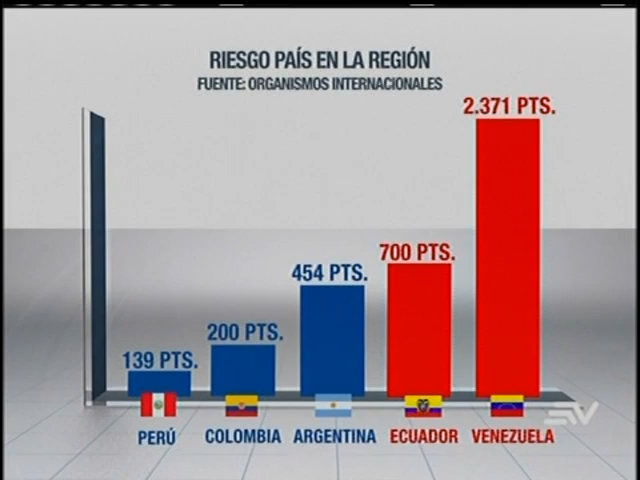 RIESGO PAÍS EN LA REGIÓN
FUENTE: ORGANISMOS INTERNACIONALES
2.371 PTS.
700 PTS.
454 PTS.
200 PTS.
139 PTS.
PERÚ COLOMBIA ARGENTINA ECUADOR VENEZUELA